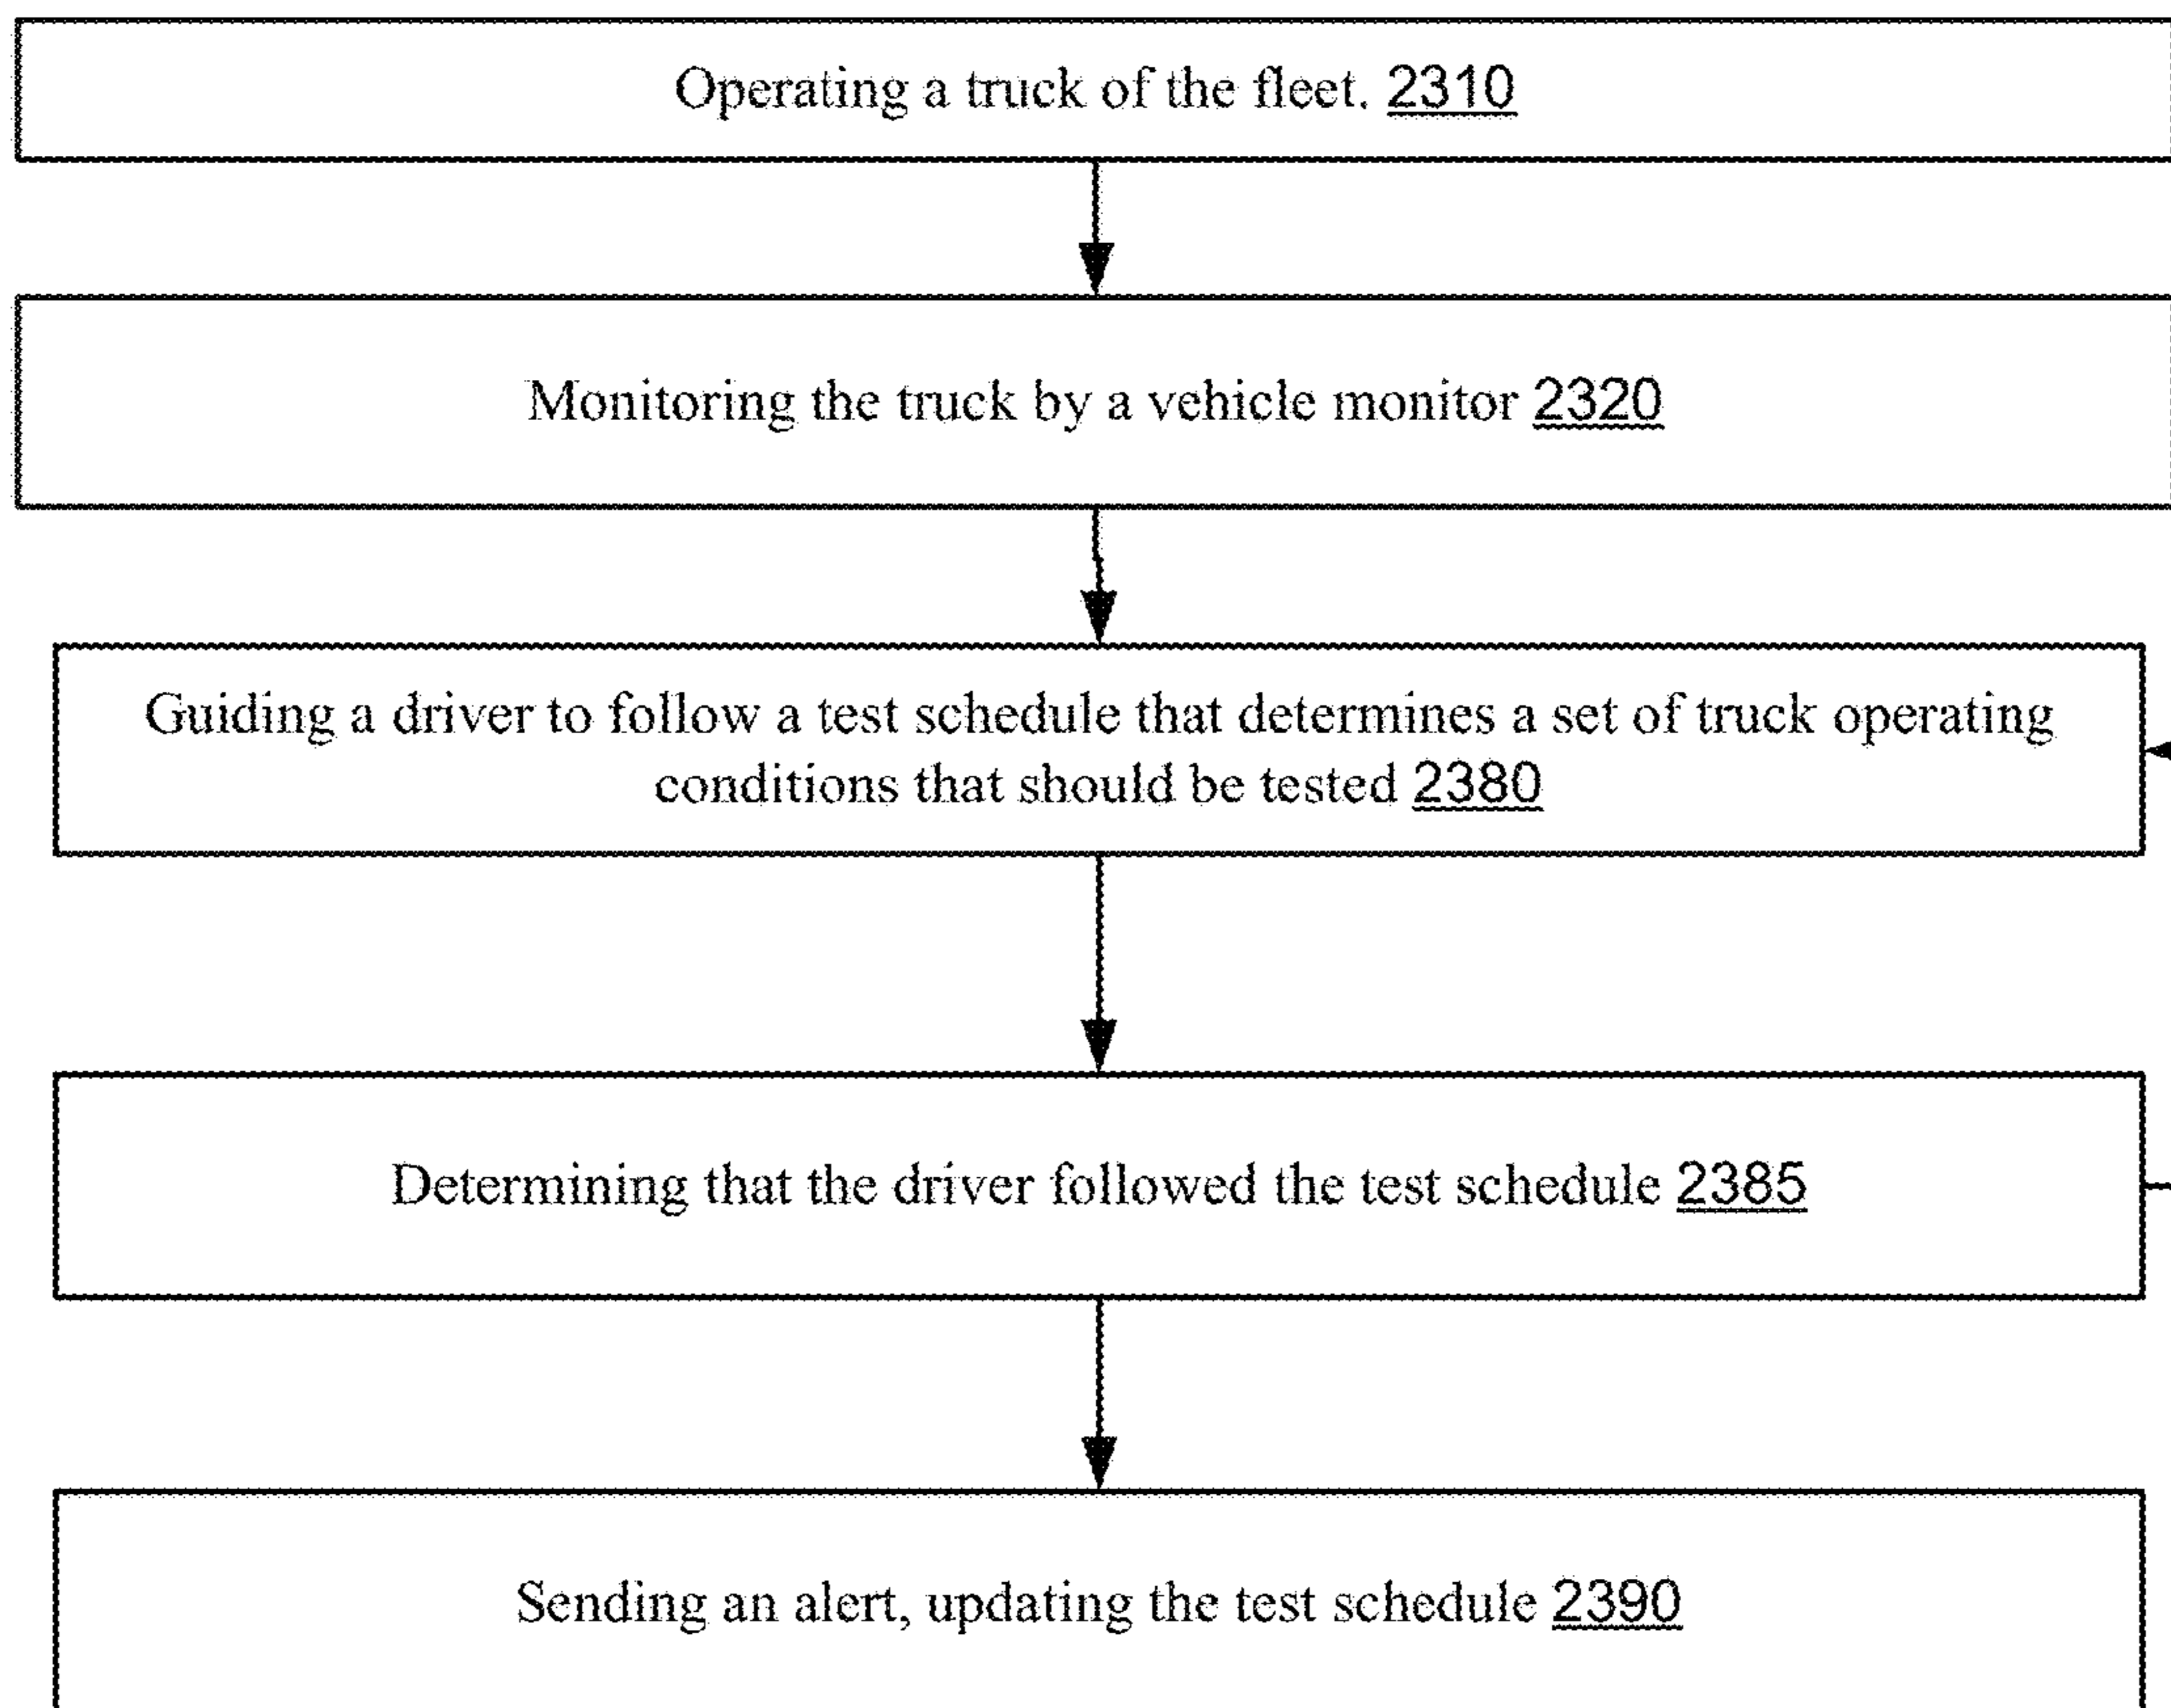 Operating a truck of the fleet. 2310
Monitoring the truck by a vehicle monitor 2320
Guiding a driver to follow a test schedule that determines a set of truck operating
conditions that should be tested 2380
Determining that the driver followed the test schedule 2385
Sending an alert, updating the test schedule 2390